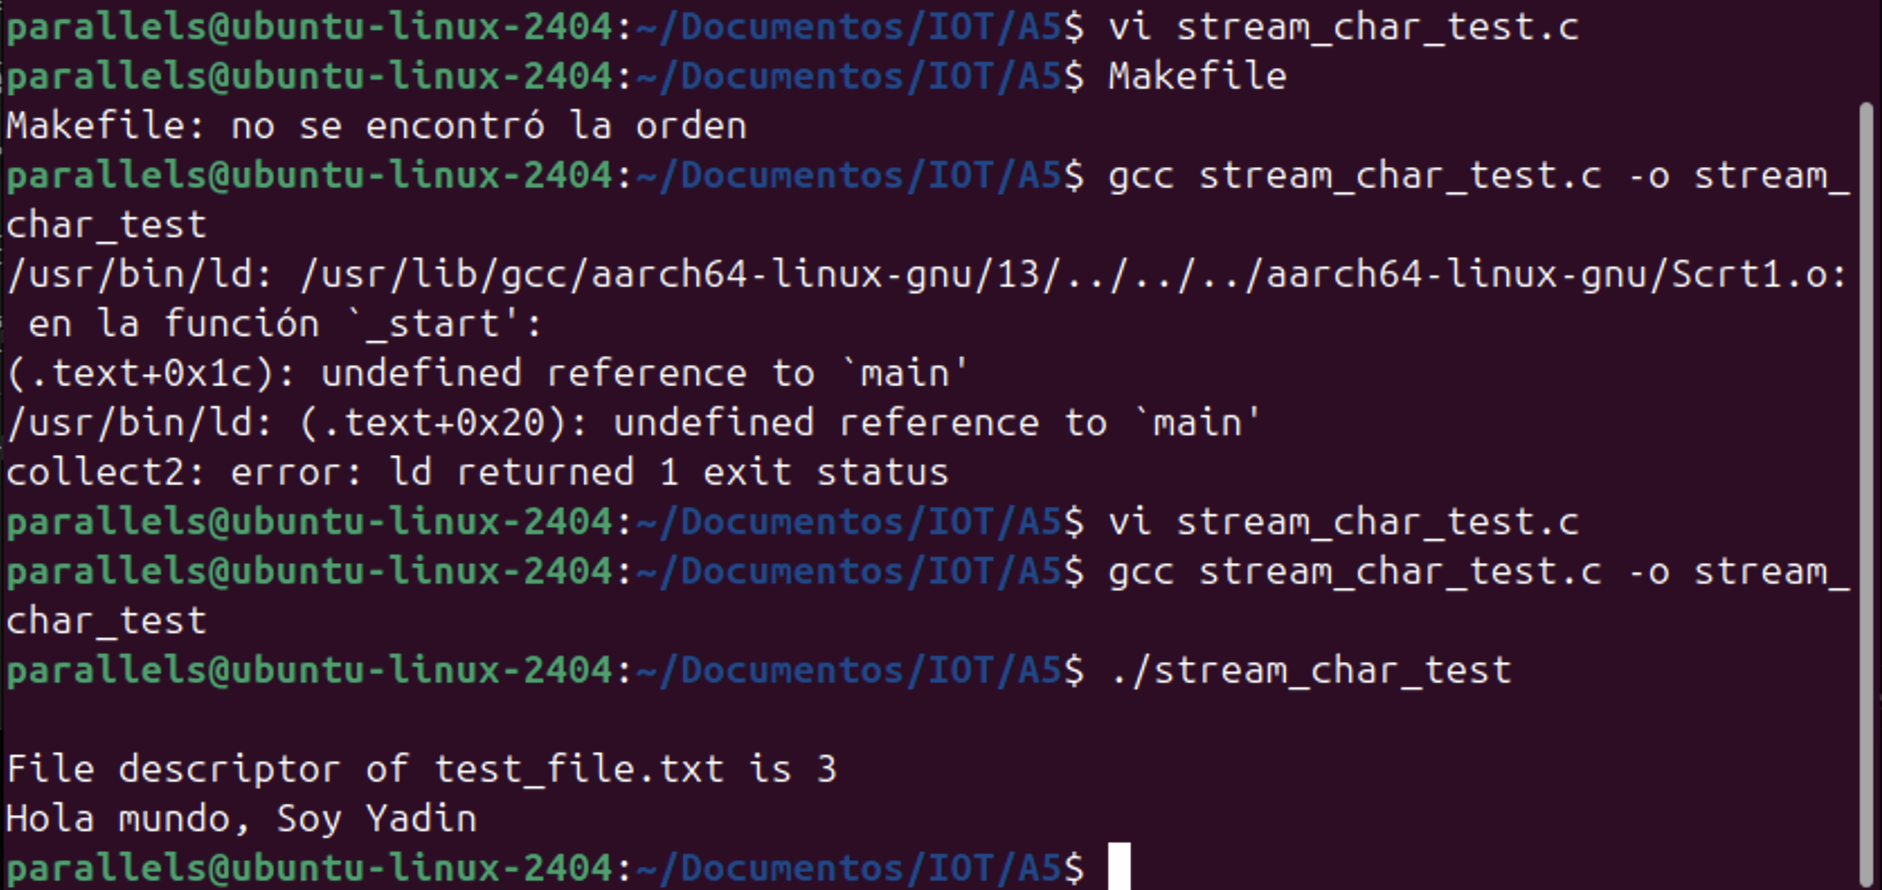 parallels@ubuntu-linux-2404:~/Documentos/IOT/A5$ vi stream_char_test.c
parallels@ubuntu-linux-2404:~/Documentos/IOT/A5$ Makefile
Makefile: no se encontró la orden
parallels@ubuntu-linux-2404:~/Documentos/IOT/A5$ gcc stream_char_test.c -o stream_
char_test
/usr/bin/ld: /usr/lib/gcc/aarch64-linux-gnu/13/../../../aarch64-linux-gnu/Scrt1.o:
 en la función `_start':
(.text+0x1c): undefined reference to `main'
/usr/bin/ld: (.text+0x20): undefined reference to `main'
collect2: error: ld returned 1 exit status
parallels@ubuntu-linux-2404:~/Documentos/IOT/A5$ vi stream_char_test.c
parallels@ubuntu-linux-2404:~/Documentos/IOT/A5$ gcc stream_char_test.c -o stream_
char_test
parallels@ubuntu-linux-2404:~/Documentos/IOT/A5$ ./stream_char_test
File descriptor of test_file.txt is 3
Hola mundo, Soy Yadin
parallels@ubuntu-linux-2404:~/Documentos/IOT/A5$